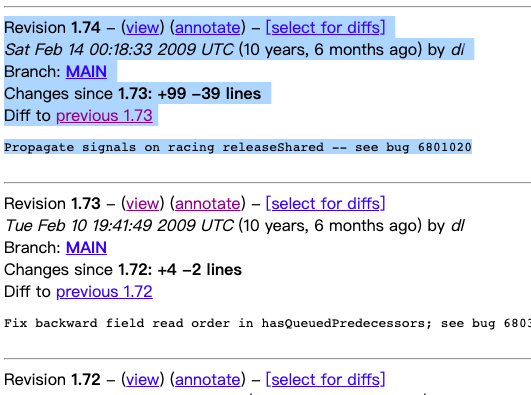 Revision 1.74 – (view) (annotate) – [select for diffs]
Sat Feb 14 00:18:33 2009 UTC (10 years, 6 months ago) by dl
Branch: MAIN
Changes since 1.73: +99 –39 lines
Diff to previous 1.73
Propagate signals on racing releaseShared -- see bug 6801020
Revision 1.73 – (view) (annotate) – [select for diffs]
Tue Feb 10 19:41:49 2009 UTC (10 years, 6 months ago) by dl
Branch: MAIN
Changes since 1.72: +4 –2 lines
Diff to previous 1.72
Fix backward field read order in hasQueuedPredecessors; see bug
Revision 1.72 – (view) (annotate) – [select for diffs]